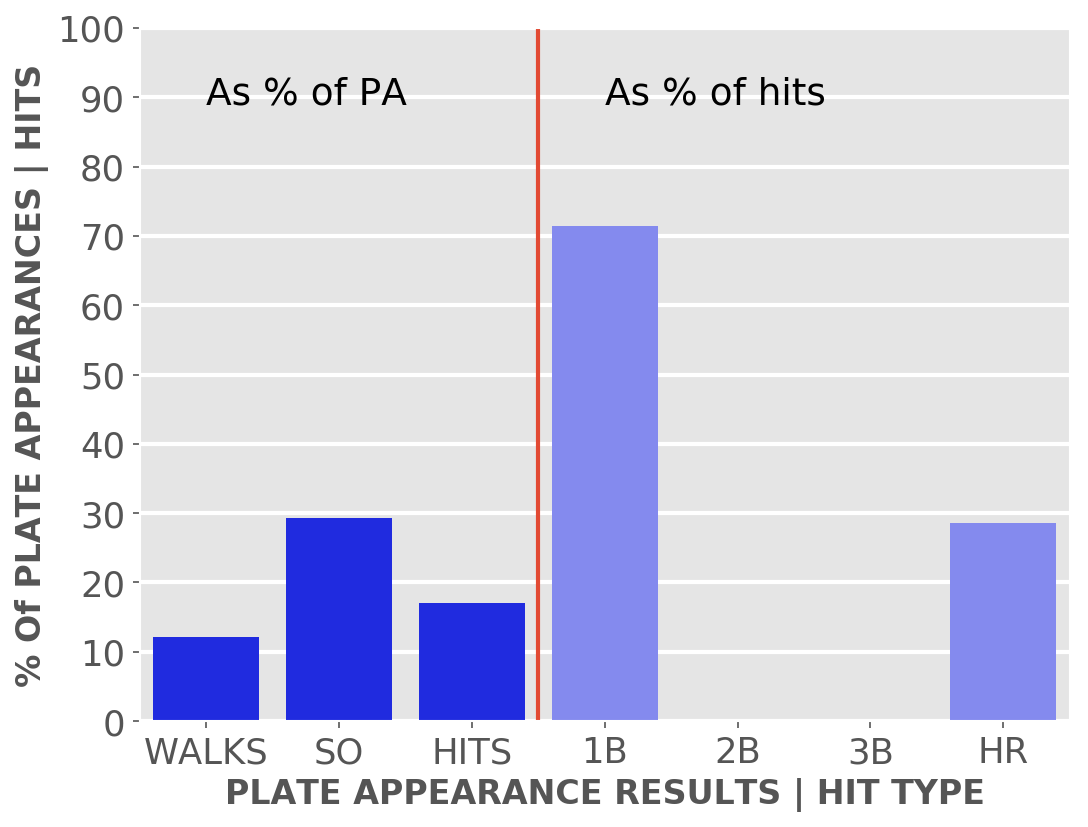 % Of PLATE APPEARANCES | HITS
100
90
80
70
60
50
40
30
20
10
0
As % of PA
As % of hits
WALKS SO HITS 1B 2B 3B HR
PLATE APPEARANCE RESULTS | HIT TYPE